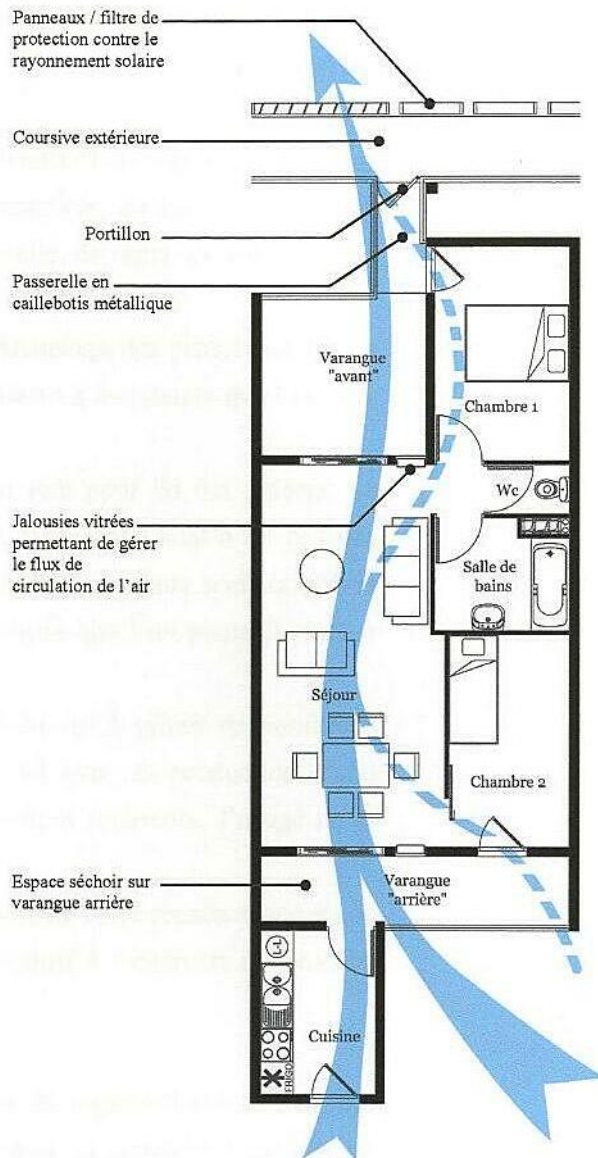 Panneaux / filtre de
protection contre le
rayonnement solaire
Coursive extérieure
Portillon
Passerelle en
caillebotis métallique
Varangue
"avant"
Chambre 1
Wc
Jalousies vitrées
permettant de gérer
le flux de
circulation de l'air
Salle de
bains
Séjour
Chambre 2
Espace séchoir sur
varangue arrière
Varangue
"arrière"
L-L
Cuisine
FRIGO